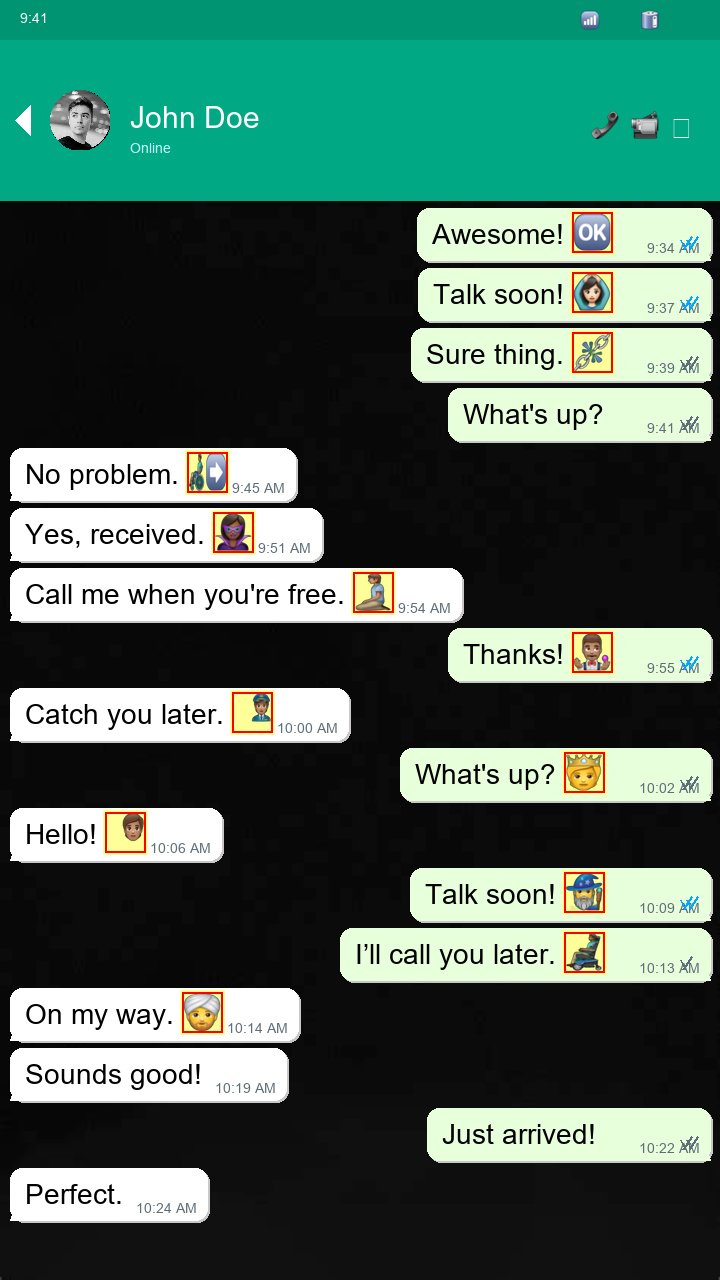 9:41
John Doe
Online
Awesome! 🆗 9:34 AM
Talk soon! 9:37 AM
Sure thing. 9:39 AM
What's up? 9:41 AM
No problem. 9:45 AM
Yes, received. 9:51 AM
Call me when you're free. 9:54 AM
Thanks! 9:55 AM
Catch you later. 10:00 AM
What's up? 10:02 AM
Hello! 10:06 AM
Talk soon! 10:09 AM
I’ll call you later. 10:13 AM
On my way. 10:14 AM
Sounds good! 10:19 AM
Just arrived! 10:22 AM
Perfect. 10:24 AM